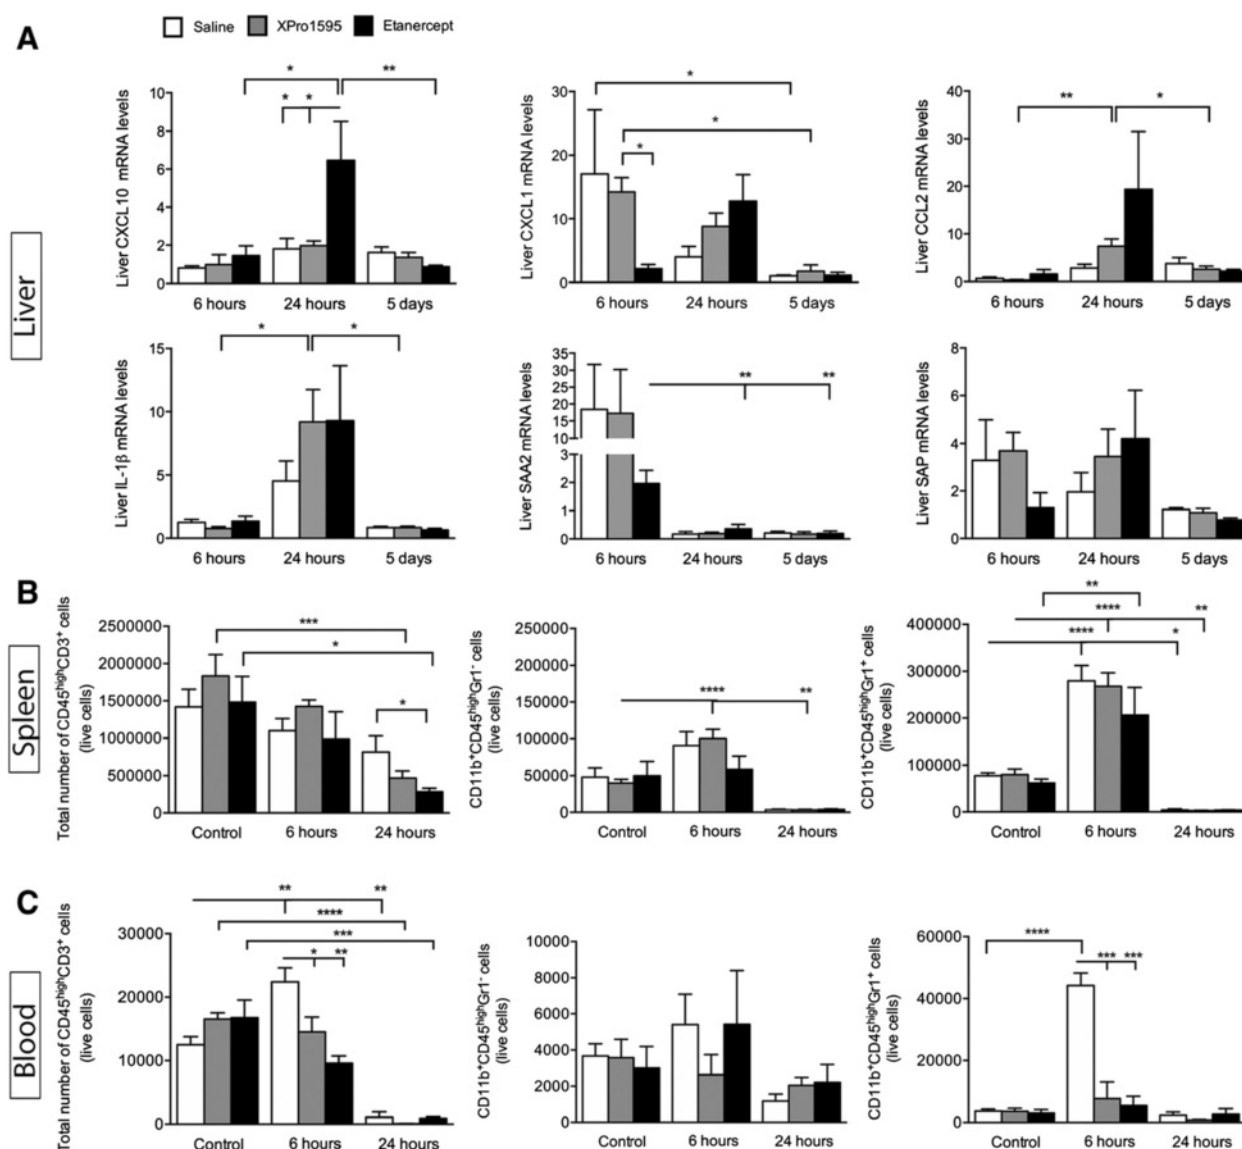 A
Saline XPro1595 Etanercept
Liver
Liver CXCL10 mRNA levels
10
8
6
4
2
0
* * * **
6 hours 24 hours 5 days
Liver CXCL1 mRNA levels
30
20
10
0
* * *
6 hours 24 hours 5 days
Liver CCL2 mRNA levels
40
30
20
10
0
** *
6 hours 24 hours 5 days
Liver IL-1β mRNA levels
15
10
5
0
* *
6 hours 24 hours 5 days
Liver SAA2 mRNA levels
35
30
25
20
15
10
3
2
1
0
** **
6 hours 24 hours 5 days
Liver SAP mRNA levels
8
6
4
2
0
6 hours 24 hours 5 days
B
Spleen
Total number of CD45highCD3+ cells
(live cells)
2500000
2000000
1500000
1000000
500000
0
*** * *
Control 6 hours 24 hours
CD11b+CD45highGr1- cells
(live cells)
250000
200000
150000
100000
50000
0
**** **
Control 6 hours 24 hours
CD11b+CD45highGr1+ cells
(live cells)
400000
300000
200000
100000
0
** **** ** **** *
Control 6 hours 24 hours
C
Blood
Total number of CD45highCD3+ cells
(live cells)
30000
20000
10000
0
** ** **** *** * **
Control 6 hours 24 hours
CD11b+CD45highGr1- cells
(live cells)
10000
8000
6000
4000
2000
0
Control 6 hours 24 hours
CD11b+CD45highGr1+ cells
(live cells)
60000
40000
20000
0
**** *** ***
Control 6 hours 24 hours